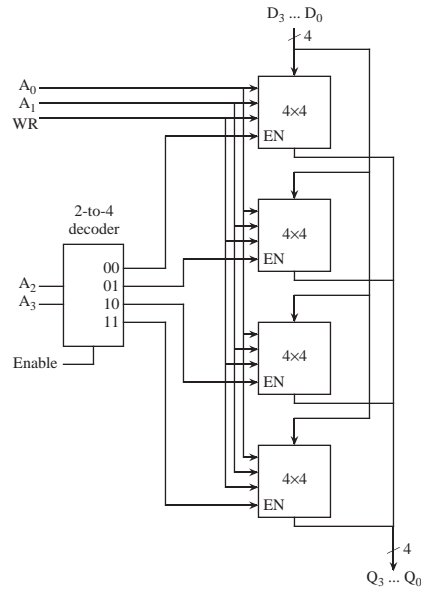 D₃ ... D₀
4
A₀
A₁
WR
4×4
EN
2-to-4
decoder
00
01
10
11
A₂
A₃
Enable
4×4
EN
4×4
EN
4×4
EN
4
Q₃ ... Q₀